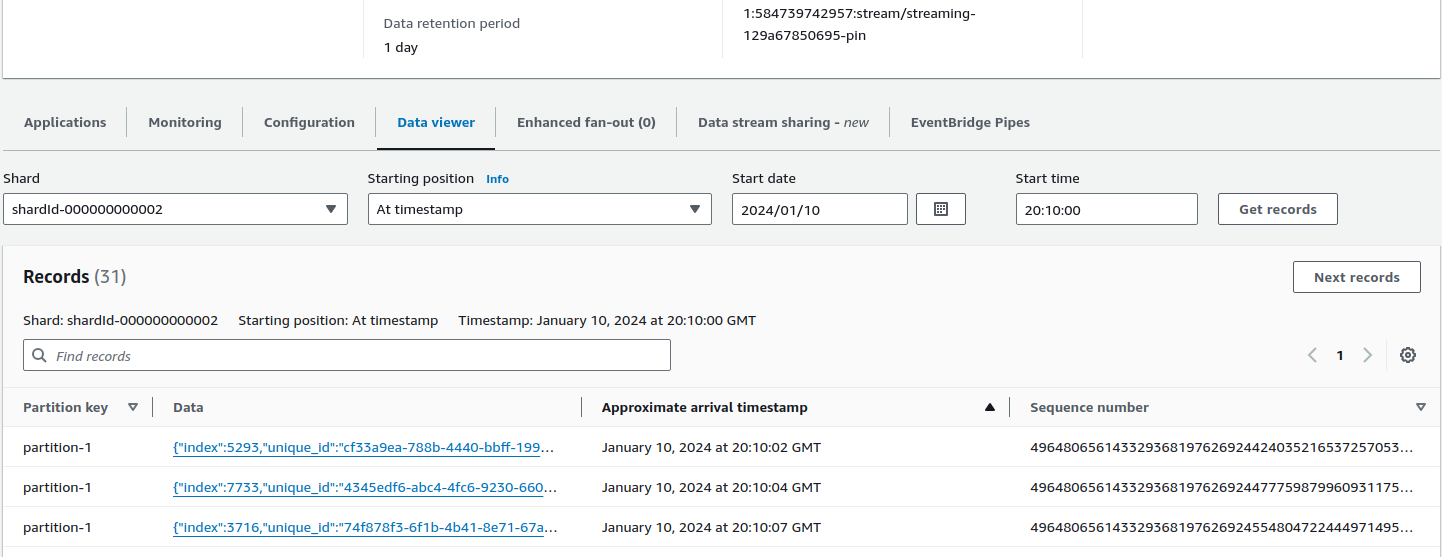 Data retention period
1 day
1:584739742957:stream/streaming-
129a67850695-pin
Applications Monitoring Configuration Data viewer Enhanced fan-out (0) Data stream sharing - new EventBridge Pipes
Shard Starting position Info Start date Start time
shardId-000000000002 At timestamp 2024/01/10 20:10:00 Get records
Records (31) Next records
Shard: shardId-000000000002 Starting position: At timestamp Timestamp: January 10, 2024 at 20:10:00 GMT
Find records 1
Partition key Data Approximate arrival timestamp Sequence number
partition-1 {"index":5293,"unique_id":"cf33a9ea-788b-4440-bbff-199... January 10, 2024 at 20:10:02 GMT 49648065614332936819762692442403521653725705​3...
partition-1 {"index":7733,"unique_id":"4345edf6-abc4-4fc6-9230-660... January 10, 2024 at 20:10:04 GMT 49648065614332936819762692447775987996093117​5...
partition-1 {"index":3716,"unique_id":"74f878f3-6f1b-4b41-8e71-67a... January 10, 2024 at 20:10:07 GMT 49648065614332936819762692455480472244497149​5...